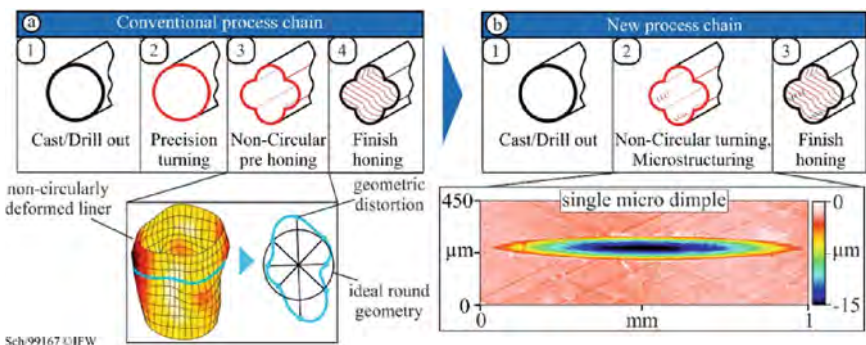 a Conventional process chain
1 2 3 4
Cast/Drill out
Precision
turning
Non-Circular
pre honing
Finish
honing
non-circularly
deformed liner
geometric
distortion
ideal round
geometry
Sch/99167 ©IFW
b New process chain
1 2 3
Cast/Drill out
Non-Circular turning,
Microstructuring
Finish
honing
single micro dimple
450
µm
0
0 mm 1
0
µm
-15